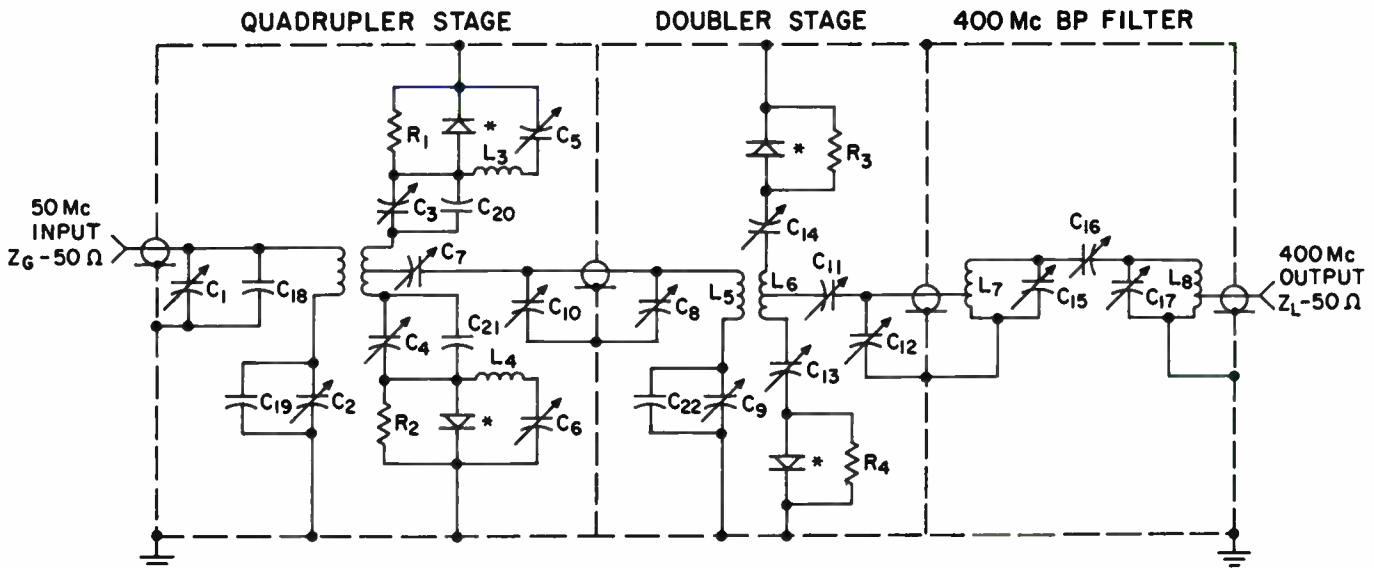 QUADRUPLER STAGE
DOUBLER STAGE
400 Mc BP FILTER
R1
*
C5
L3
C3
C20
50 Mc
INPUT
ZG-50 Ω
C1
C18
C7
C10
C8
L5
L6
C11
C14
*
R3
C12
L7
C15
C16
C17
L8
400 Mc
OUTPUT
ZL-50 Ω
C4
C21
L4
C19
C2
R2
*
C6
C22
C9
C13
*
R4